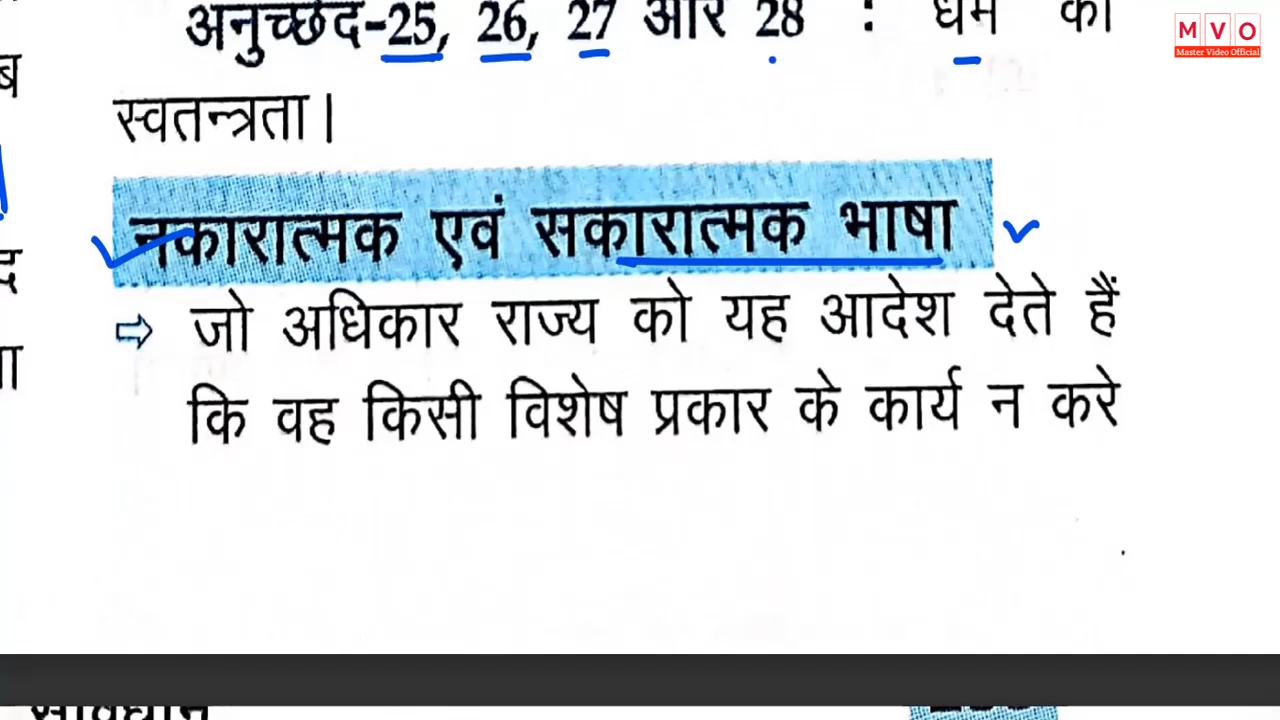 अनुच्छेद-25, 26, 27 और 28 : धर्म की
स्वतन्त्रता।
नकारात्मक एवं सकारात्मक भाषा
⇨ जो अधिकार राज्य को यह आदेश देते हैं
कि वह किसी विशेष प्रकार के कार्य न करे
MVO
Master Video Official